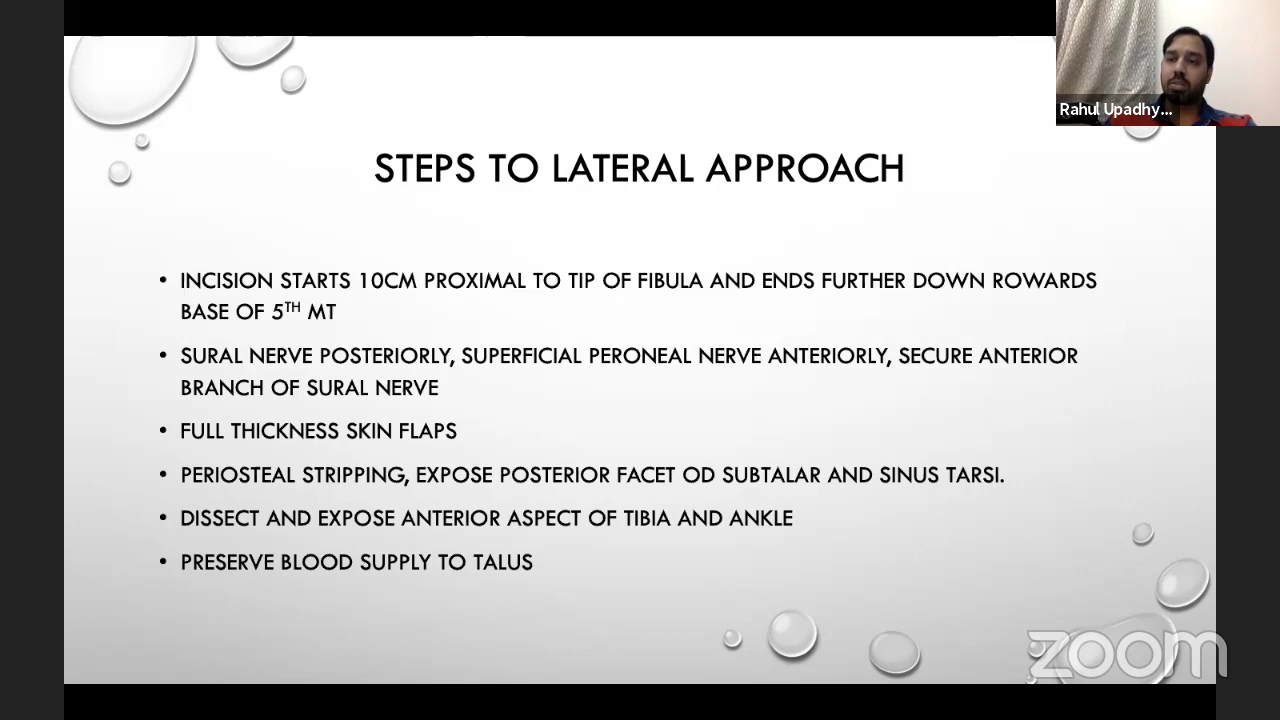 Rahul Upadhy...
STEPS TO LATERAL APPROACH
• INCISION STARTS 10CM PROXIMAL TO TIP OF FIBULA AND ENDS FURTHER DOWN ROWARDS
BASE OF 5TH MT
• SURAL NERVE POSTERIORLY, SUPERFICIAL PERONEAL NERVE ANTERIORLY, SECURE ANTERIOR
BRANCH OF SURAL NERVE
• FULL THICKNESS SKIN FLAPS
• PERIOSTEAL STRIPPING, EXPOSE POSTERIOR FACET OD SUBTALAR AND SINUS TARSI.
• DISSECT AND EXPOSE ANTERIOR ASPECT OF TIBIA AND ANKLE
• PRESERVE BLOOD SUPPLY TO TALUS
zoom